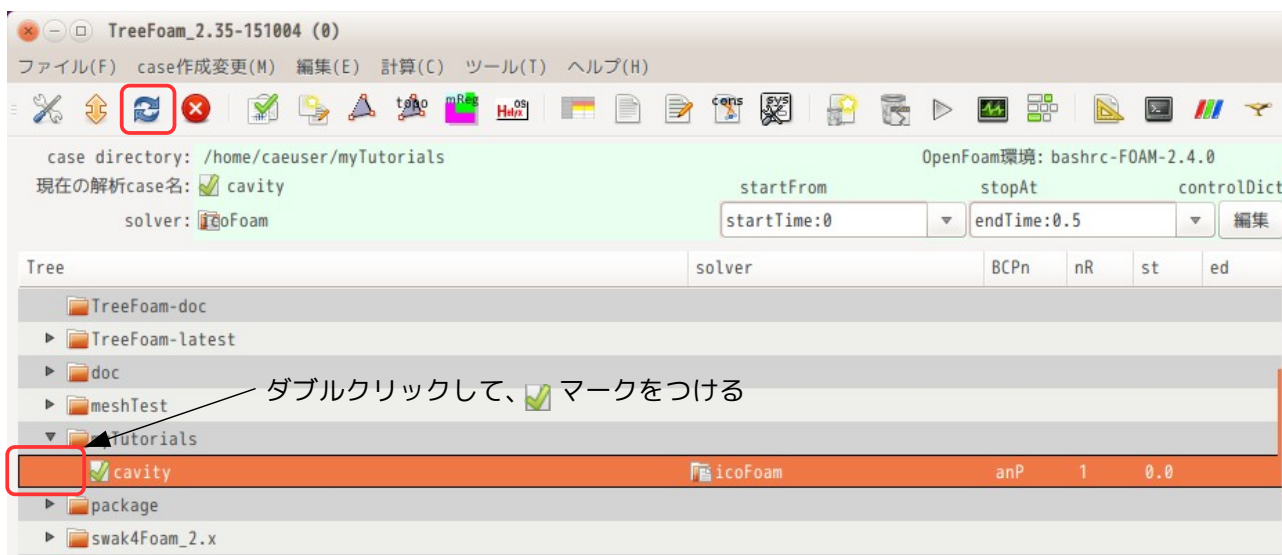 TreeFoam_2.35-151004 (0)
ファイル(F) case作成変更(M) 編集(E) 計算(C) ツール(T) ヘルプ(H)
topo mReg Helyx OS cons SYS
case directory: /home/caeuser/myTutorials OpenFoam環境: bashrc-FOAM-2.4.0
現在の解析case名: cavity startFrom stopAt controlDict
solver: icoFoam startTime:0 endTime:0.5 編集
Tree solver BCPn nR st ed
TreeFoam-doc
TreeFoam-latest
doc
ダブルクリックして、 マークをつける
meshTest
myTutorials
cavity icoFoam anP 1 0.0
package
swak4Foam_2.x